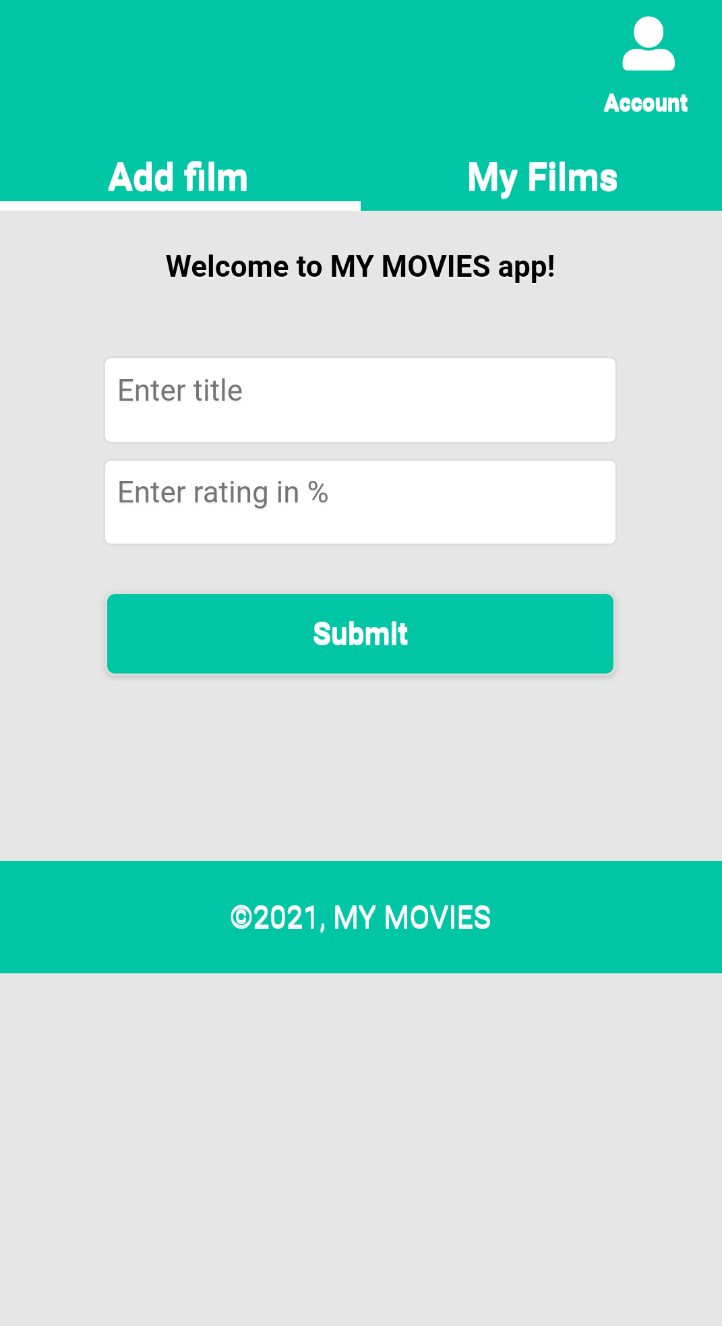 Account
Add film
My Films
Welcome to MY MOVIES app!
Enter title
Enter rating in %
Submit
©2021, MY MOVIES